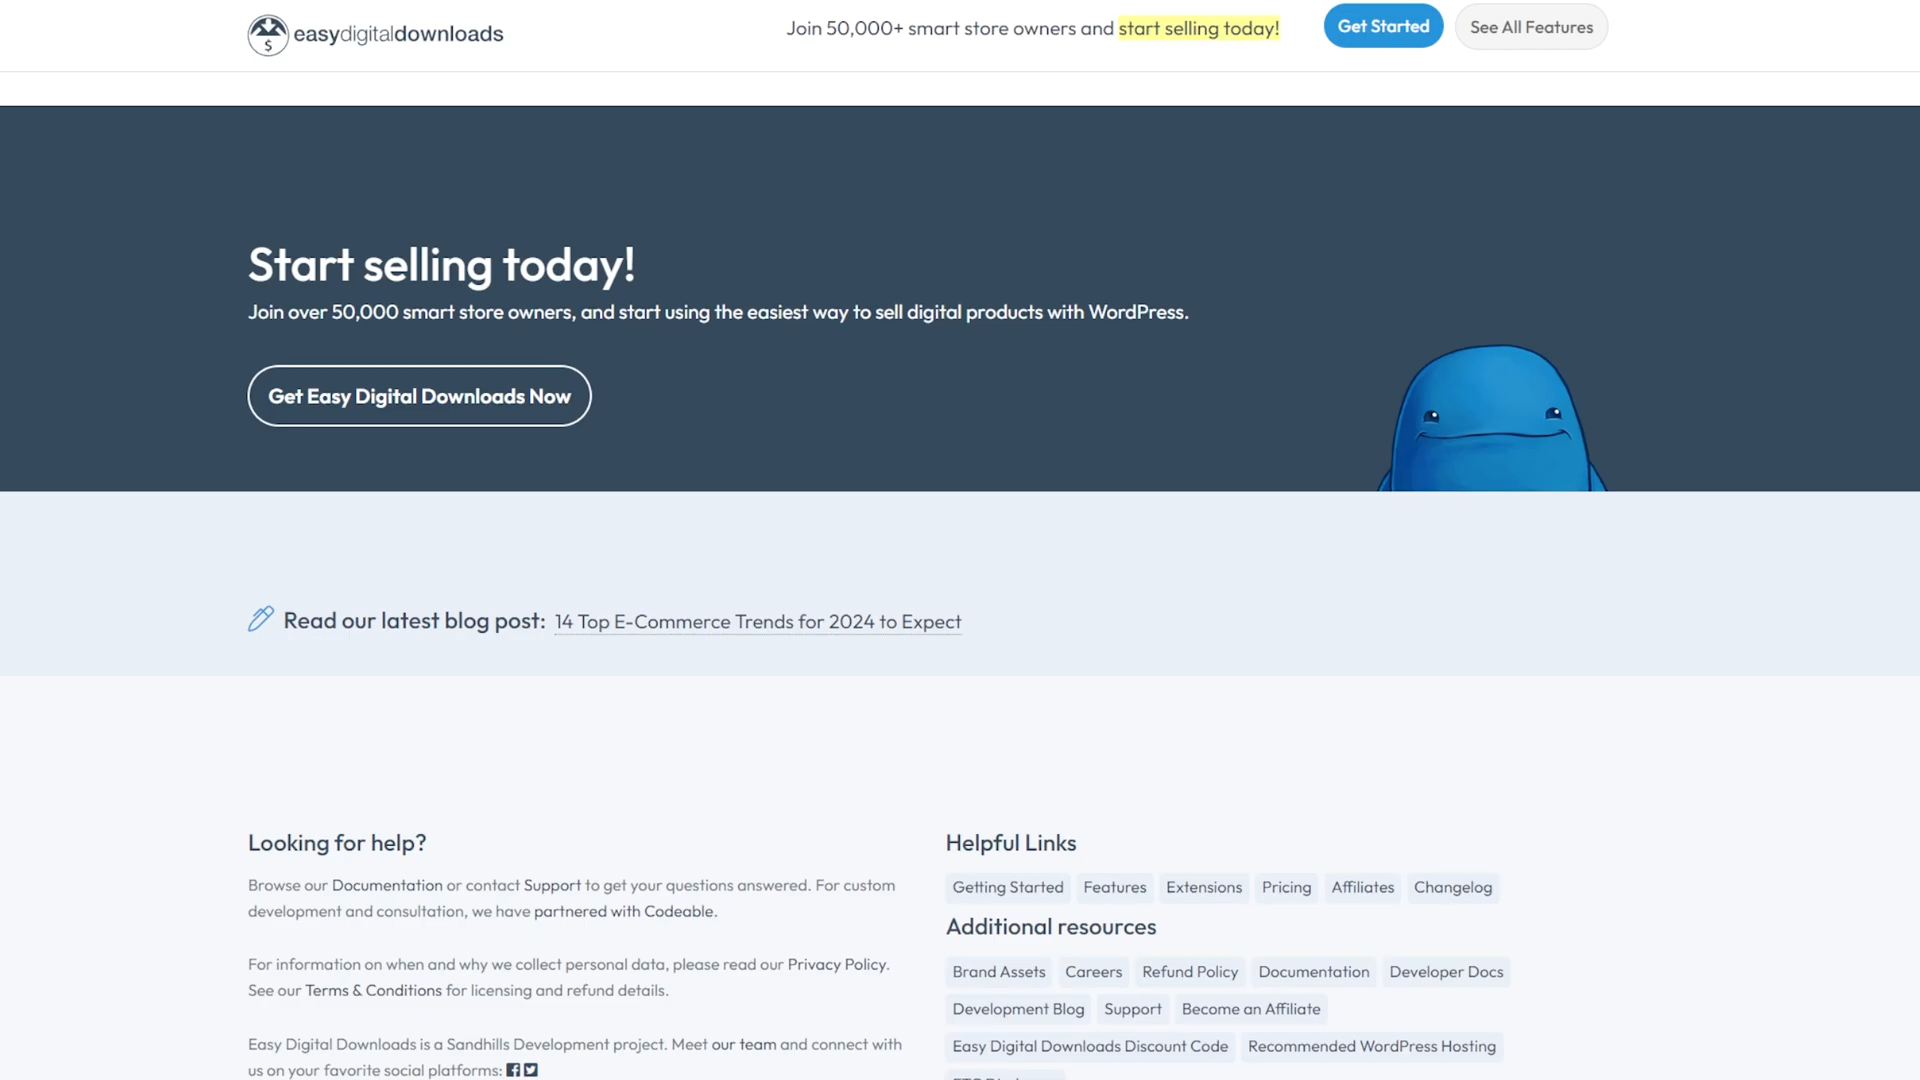 easydigitaldownloads
Join 50,000+ smart store owners and start selling today!
Get Started
See All Features
Start selling today!
Join over 50,000 smart store owners, and start using the easiest way to sell digital products with WordPress.
Get Easy Digital Downloads Now
Read our latest blog post: 14 Top E-Commerce Trends for 2024 to Expect
Looking for help?
Browse our Documentation or contact Support to get your questions answered. For custom
development and consultation, we have partnered with Codeable.
For information on when and why we collect personal data, please read our Privacy Policy.
See our Terms & Conditions for licensing and refund details.
Easy Digital Downloads is a Sandhills Development project. Meet our team and connect with
us on your favorite social platforms:
Helpful Links
Getting Started Features Extensions Pricing Affiliates Changelog
Additional resources
Brand Assets Careers Refund Policy Documentation Developer Docs
Development Blog Support Become an Affiliate
Easy Digital Downloads Discount Code Recommended WordPress Hosting